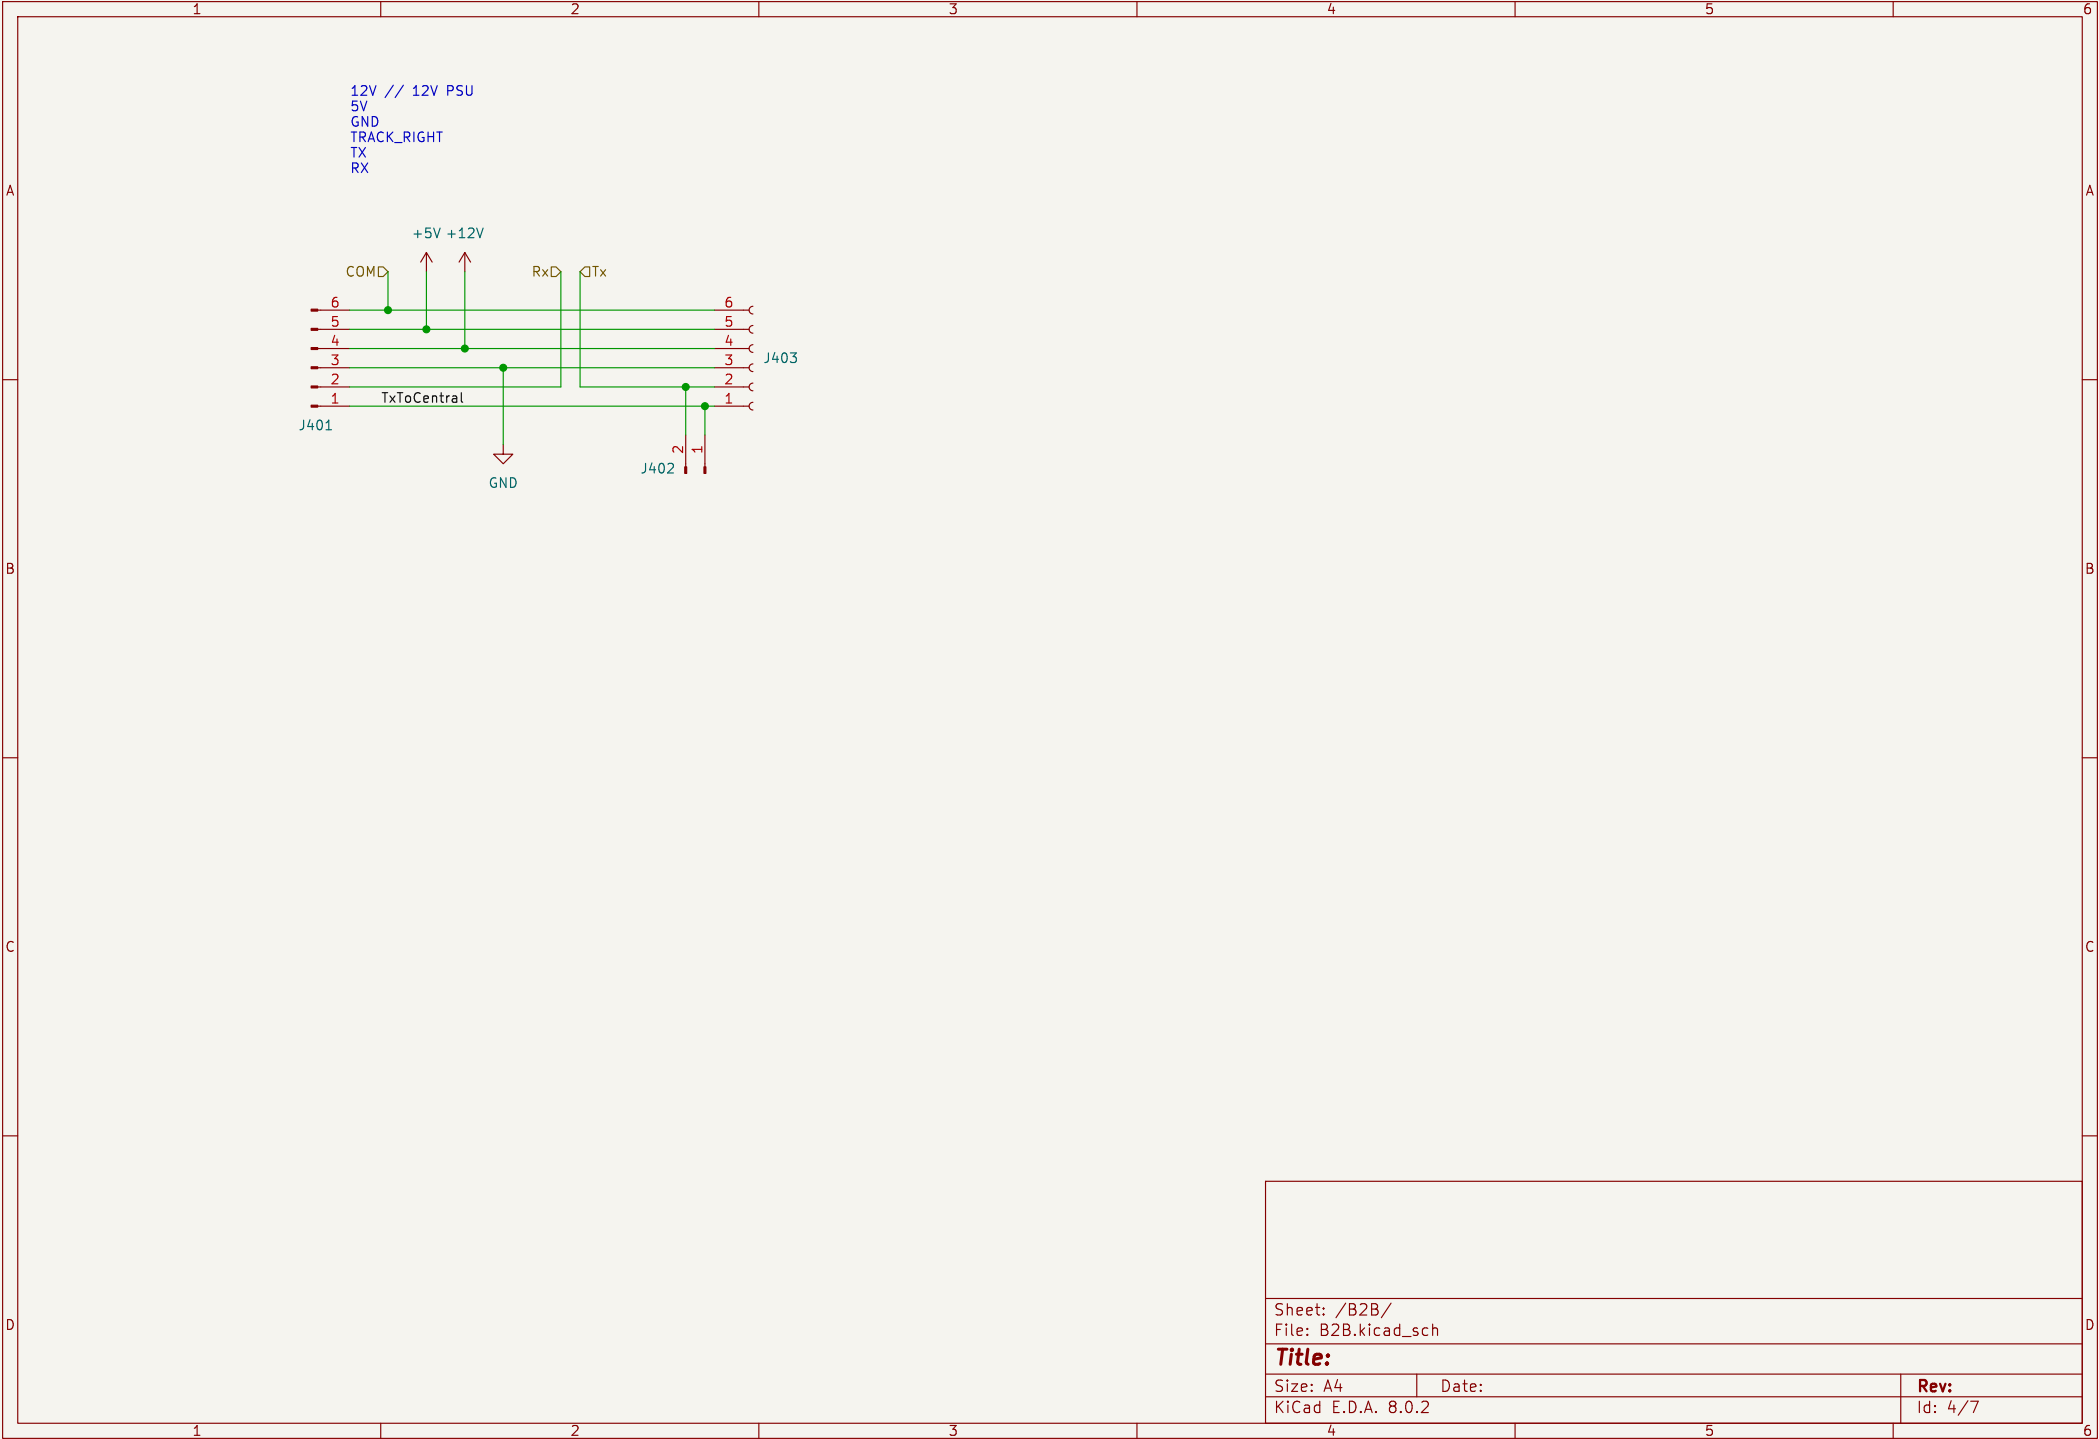 1 2 3 4 5 6
12V // 12V PSU
5V
GND
TRACK_RIGHT
TX
RX
A A
+5V +12V
COM Rx Tx
6 6
5 5
4 4
J403
3 3
2 2
TxToCentral
1 1
J401
2 1
J402
GND
B B
C C
Sheet: /B2B/
File: B2B.kicad_sch
D D
Title:
Size: A4 Date: Rev:
KiCad E.D.A. 8.0.2 Id: 4/7
1 2 3 4 5 6